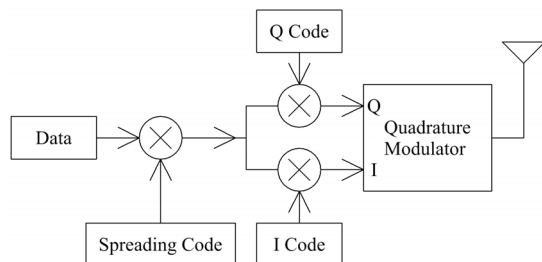 Q Code
Q
Data
Quadrature
Modulator
I
Spreading Code
I Code